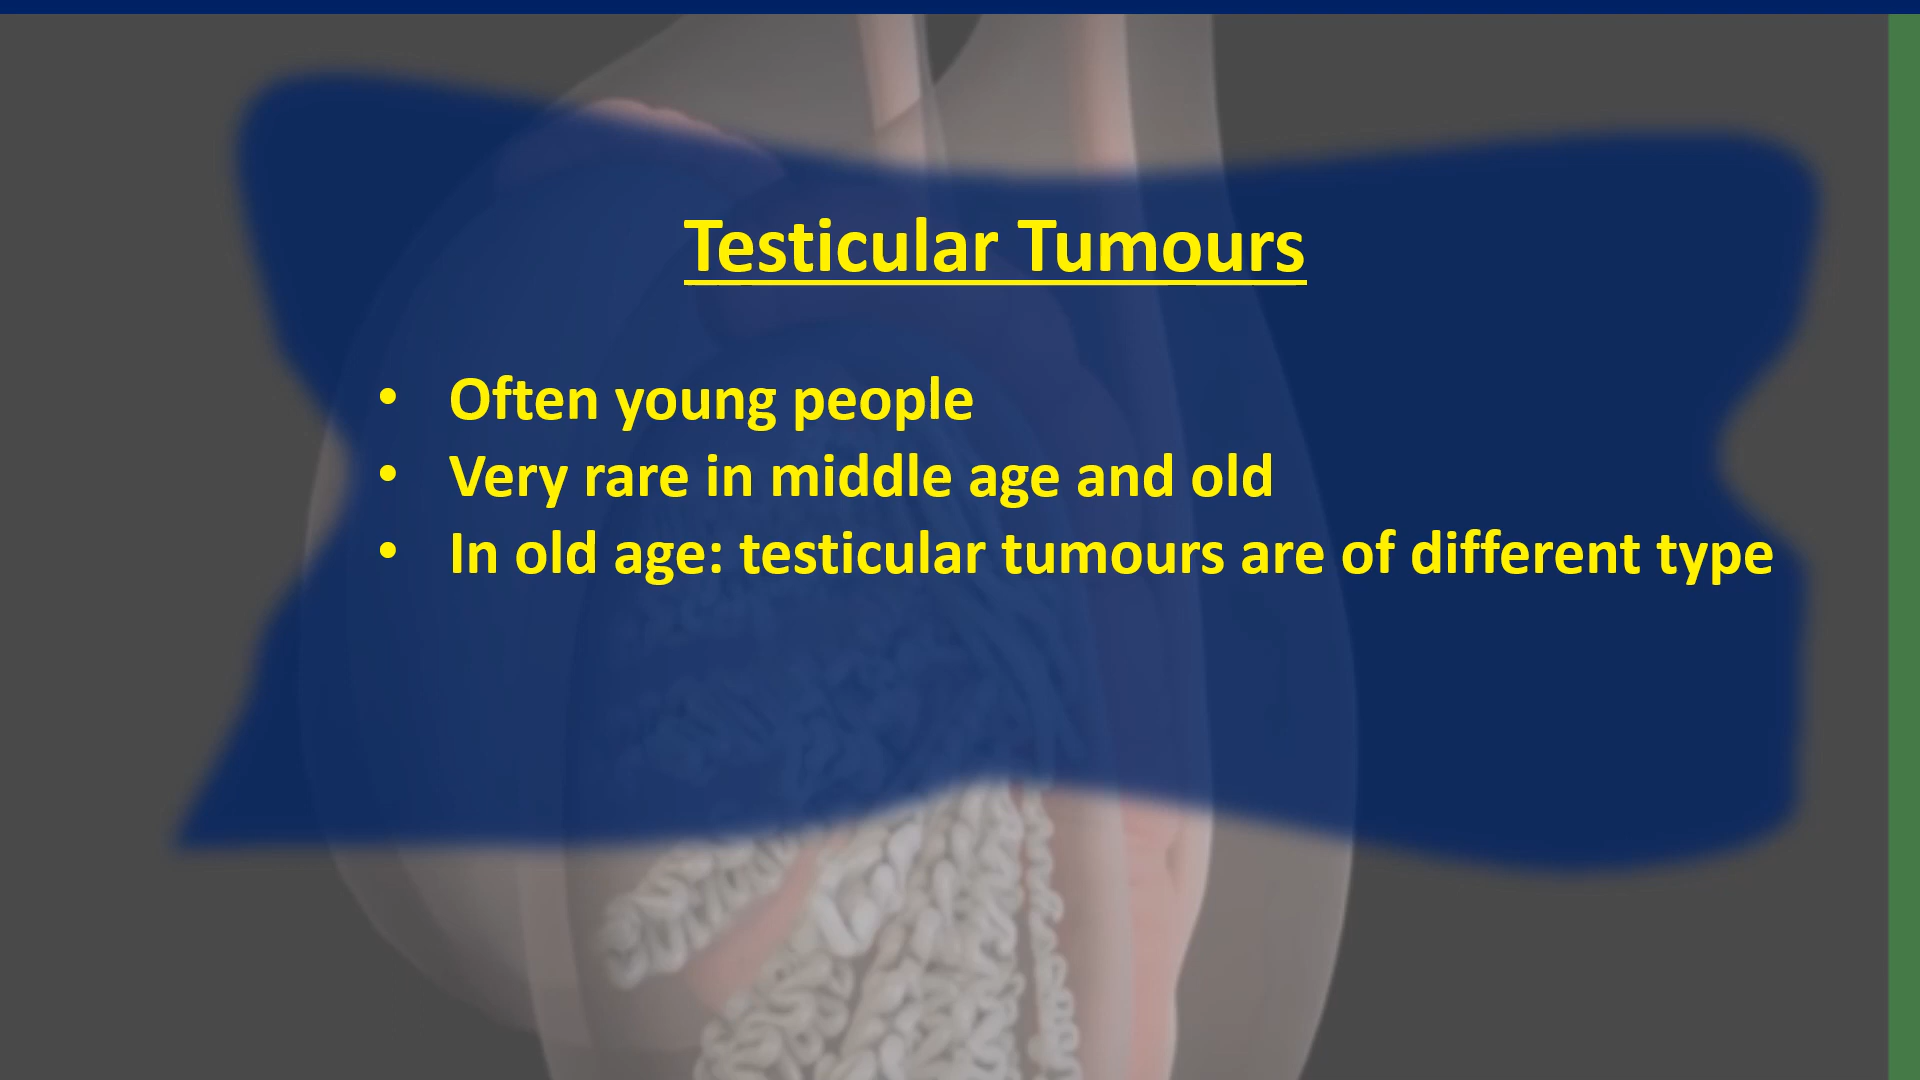 Testicular Tumours
• Often young people
• Very rare in middle age and old
• In old age: testicular tumours are of different type